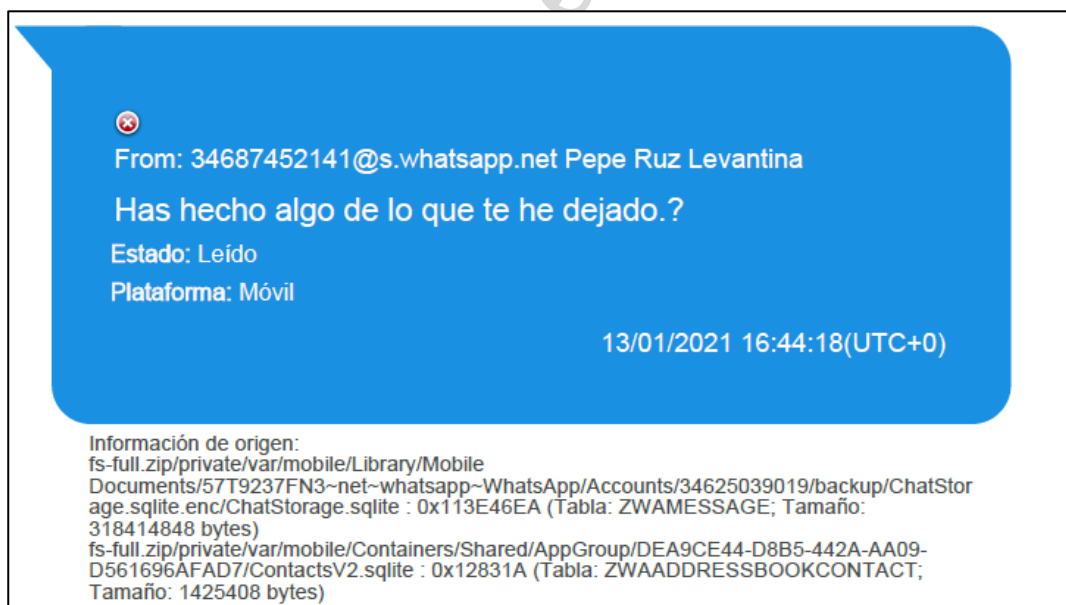 From: 34687452141@s.whatsapp.net Pepe Ruz Levantina
Has hecho algo de lo que te he dejado.?
Estado: Leído
Plataforma: Móvil
13/01/2021 16:44:18(UTC+0)
Información de origen:
fs-full.zip/private/var/mobile/Library/Mobile
Documents/57T9237FN3~net~whatsapp~WhatsApp/Accounts/34625039019/backup/ChatStor
age.sqlite.enc/ChatStorage.sqlite : 0x113E46EA (Tabla: ZWAMESSAGE; Tamaño:
318414848 bytes)
fs-full.zip/private/var/mobile/Containers/Shared/AppGroup/DEA9CE44-D8B5-442A-AA09-
D561696AFAD7/ContactsV2.sqlite : 0x12831A (Tabla: ZWAADDRESSBOOKCONTACT;
Tamaño: 1425408 bytes)